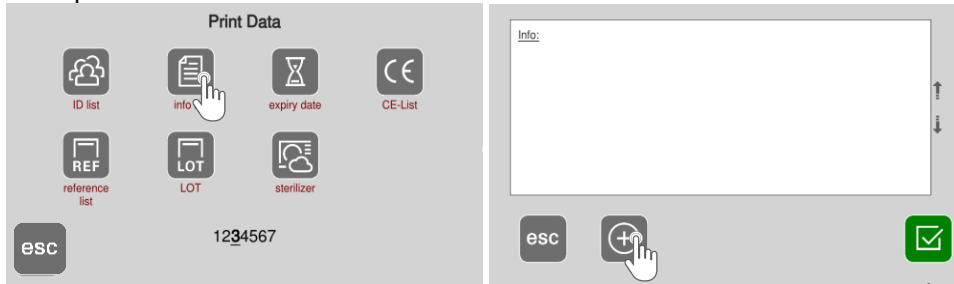 Print Data
ID list
info
expiry date
CE-List
REF
LOT
reference
list
LOT
sterilizer
1234567
esc
Info:
esc